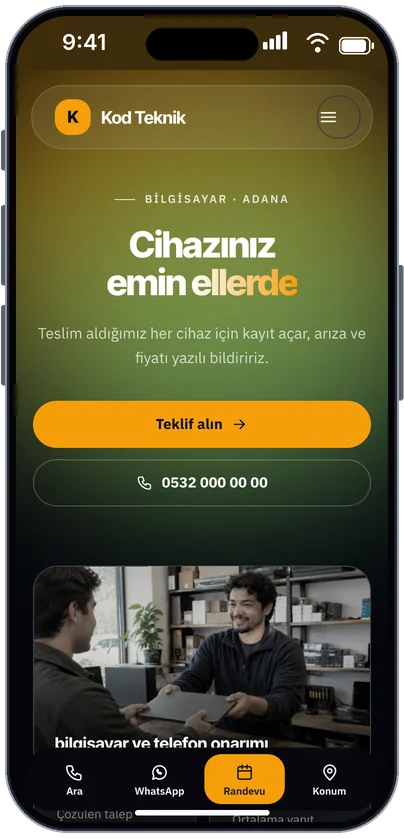 9:41
K Kod Teknik
BİLGİSAYAR · ADANA
Cihazınız
emin ellerde
Teslim aldığımız her cihaz için kayıt açar, arıza ve
fiyatı yazılı bildiririz.
Teklif alın →
0532 000 00 00
bilgisayar ve telefon onarımı
Ara WhatsApp Randevu Konum
Çözülen talep Ortalama yanıt